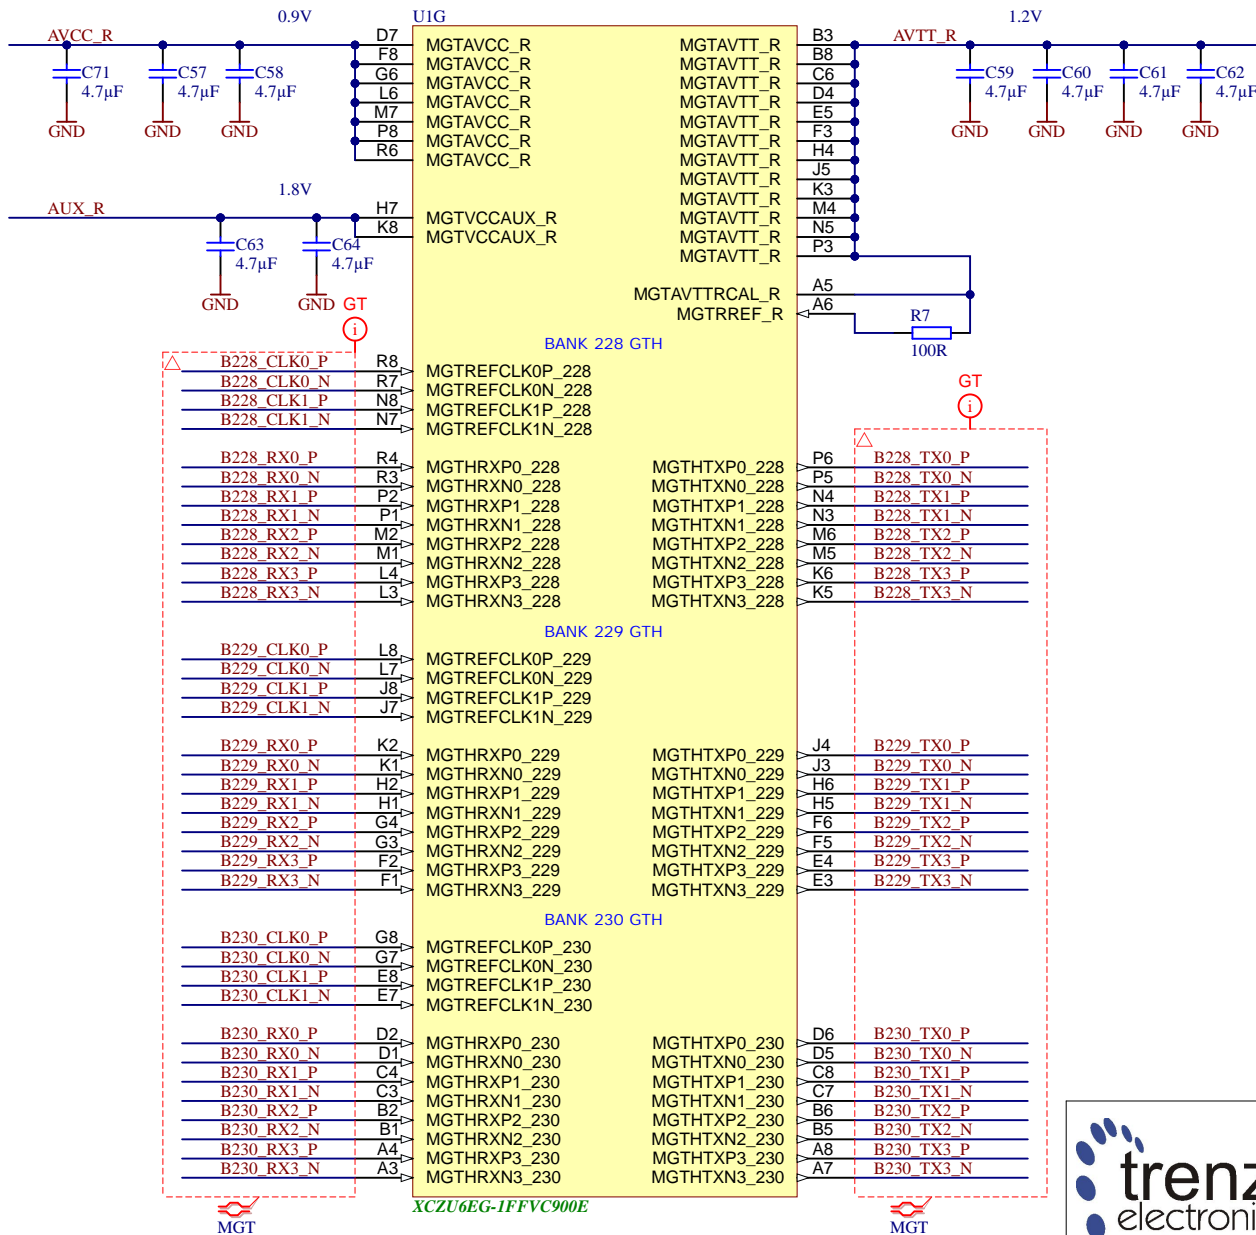 0.9V
U1G
1.2V
AVCC_R
D7
MGTAVCC_R
MGTAVTT_R
B3
AVTT_R
F8
MGTAVCC_R
MGTAVTT_R
B8
C71
4.7µF
C57
4.7µF
C58
4.7µF
G6
MGTAVCC_R
MGTAVTT_R
C6
C59
4.7µF
C60
4.7µF
C61
4.7µF
C62
4.7µF
L6
MGTAVCC_R
MGTAVTT_R
D4
M7
MGTAVCC_R
MGTAVTT_R
E5
GND
GND
GND
P8
MGTAVCC_R
MGTAVTT_R
F3
GND
GND
GND
GND
R6
MGTAVCC_R
MGTAVTT_R
H4
MGTAVTT_R
J5
1.8V
MGTAVTT_R
K3
AUX_R
H7
MGTVCCAUX_R
MGTAVTT_R
M4
K8
MGTVCCAUX_R
MGTAVTT_R
N5
C63
4.7µF
C64
4.7µF
MGTAVTT_R
P3
GND
GND
MGTAVTTRCAL_R
A5
MGTRREF_R
A6
R7
100R
GT
i
BANK 228 GTH
B228_CLK0_P
R8
MGTREFCLK0P_228
B228_CLK0_N
R7
MGTREFCLK0N_228
B228_CLK1_P
N8
MGTREFCLK1P_228
B228_CLK1_N
N7
MGTREFCLK1N_228
GT
i
B228_RX0_P
R4
MGTHRXP0_228
MGTHTXP0_228
P6
B228_TX0_P
B228_RX0_N
R3
MGTHRXN0_228
MGTHTXN0_228
P5
B228_TX0_N
B228_RX1_P
P2
MGTHRXP1_228
MGTHTXP1_228
N4
B228_TX1_P
B228_RX1_N
P1
MGTHRXN1_228
MGTHTXN1_228
N3
B228_TX1_N
B228_RX2_P
M2
MGTHRXP2_228
MGTHTXP2_228
M6
B228_TX2_P
B228_RX2_N
M1
MGTHRXN2_228
MGTHTXN2_228
M5
B228_TX2_N
B228_RX3_P
L4
MGTHRXP3_228
MGTHTXP3_228
K6
B228_TX3_P
B228_RX3_N
L3
MGTHRXN3_228
MGTHTXN3_228
K5
B228_TX3_N
BANK 229 GTH
B229_CLK0_P
L8
MGTREFCLK0P_229
B229_CLK0_N
L7
MGTREFCLK0N_229
B229_CLK1_P
J8
MGTREFCLK1P_229
B229_CLK1_N
J7
MGTREFCLK1N_229
B229_RX0_P
K2
MGTHRXP0_229
MGTHTXP0_229
J4
B229_TX0_P
B229_RX0_N
K1
MGTHRXN0_229
MGTHTXN0_229
J3
B229_TX0_N
B229_RX1_P
H2
MGTHRXP1_229
MGTHTXP1_229
H6
B229_TX1_P
B229_RX1_N
H1
MGTHRXN1_229
MGTHTXN1_229
H5
B229_TX1_N
B229_RX2_P
G4
MGTHRXP2_229
MGTHTXP2_229
F6
B229_TX2_P
B229_RX2_N
G3
MGTHRXN2_229
MGTHTXN2_229
F5
B229_TX2_N
B229_RX3_P
F2
MGTHRXP3_229
MGTHTXP3_229
E4
B229_TX3_P
B229_RX3_N
F1
MGTHRXN3_229
MGTHTXN3_229
E3
B229_TX3_N
BANK 230 GTH
B230_CLK0_P
G8
MGTREFCLK0P_230
B230_CLK0_N
G7
MGTREFCLK0N_230
B230_CLK1_P
E8
MGTREFCLK1P_230
B230_CLK1_N
E7
MGTREFCLK1N_230
B230_RX0_P
D2
MGTHRXP0_230
MGTHTXP0_230
D6
B230_TX0_P
B230_RX0_N
D1
MGTHRXN0_230
MGTHTXN0_230
D5
B230_TX0_N
B230_RX1_P
C4
MGTHRXP1_230
MGTHTXP1_230
C8
B230_TX1_P
B230_RX1_N
C3
MGTHRXN1_230
MGTHTXN1_230
C7
B230_TX1_N
B230_RX2_P
B2
MGTHRXP2_230
MGTHTXP2_230
B6
B230_TX2_P
B230_RX2_N
B1
MGTHRXN2_230
MGTHTXN2_230
B5
B230_TX2_N
B230_RX3_P
A4
MGTHRXP3_230
MGTHTXP3_230
A8
B230_TX3_P
B230_RX3_N
A3
MGTHRXN3_230
MGTHTXN3_230
A7
B230_TX3_N
XCZU6EG-1FFVC900E
MGT
MGT
trenz
electroni